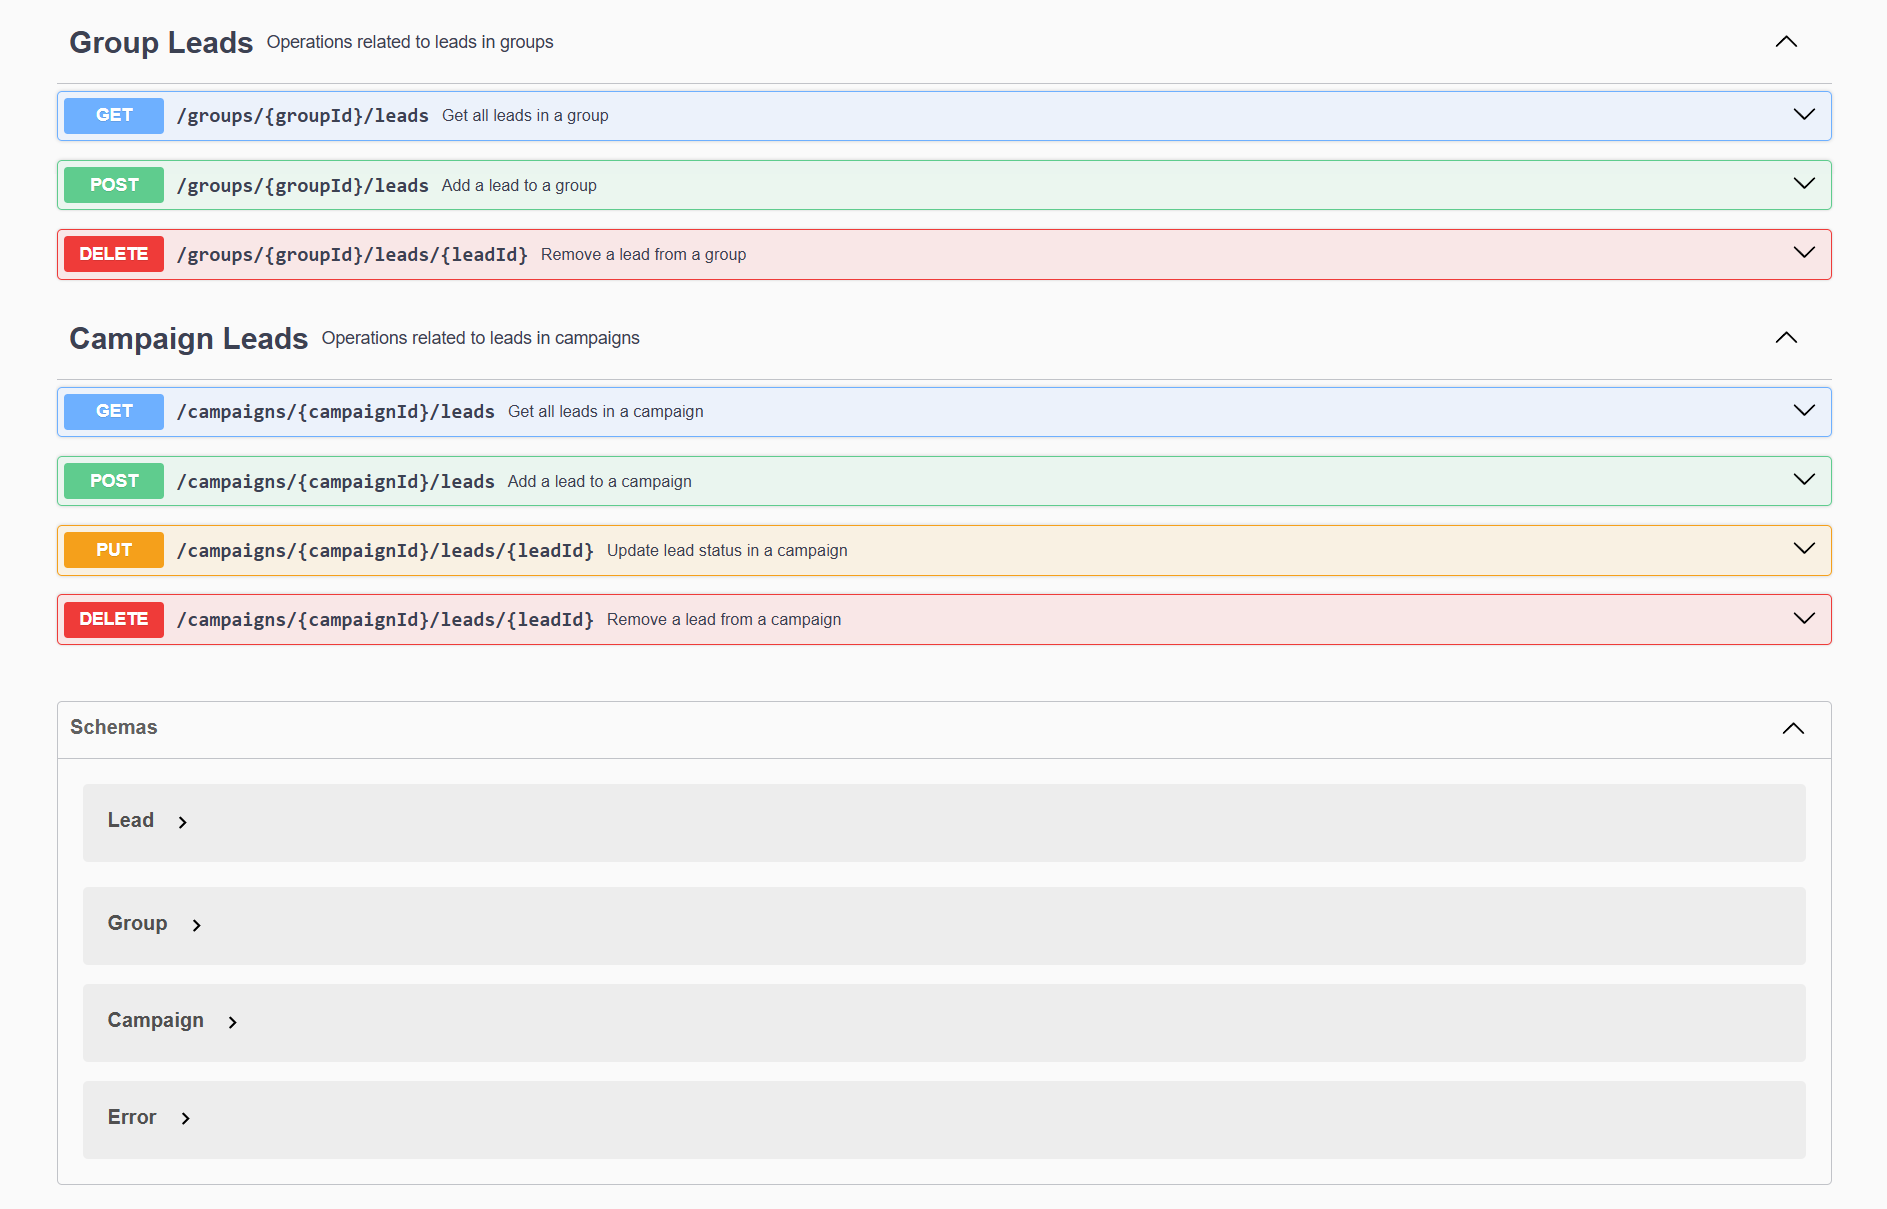 Group Leads Operations related to leads in groups
GET /groups/{groupId}/leads Get all leads in a group
POST /groups/{groupId}/leads Add a lead to a group
DELETE /groups/{groupId}/leads/{leadId} Remove a lead from a group
Campaign Leads Operations related to leads in campaigns
GET /campaigns/{campaignId}/leads Get all leads in a campaign
POST /campaigns/{campaignId}/leads Add a lead to a campaign
PUT /campaigns/{campaignId}/leads/{leadId} Update lead status in a campaign
DELETE /campaigns/{campaignId}/leads/{leadId} Remove a lead from a campaign
Schemas
Lead
Group
Campaign
Error